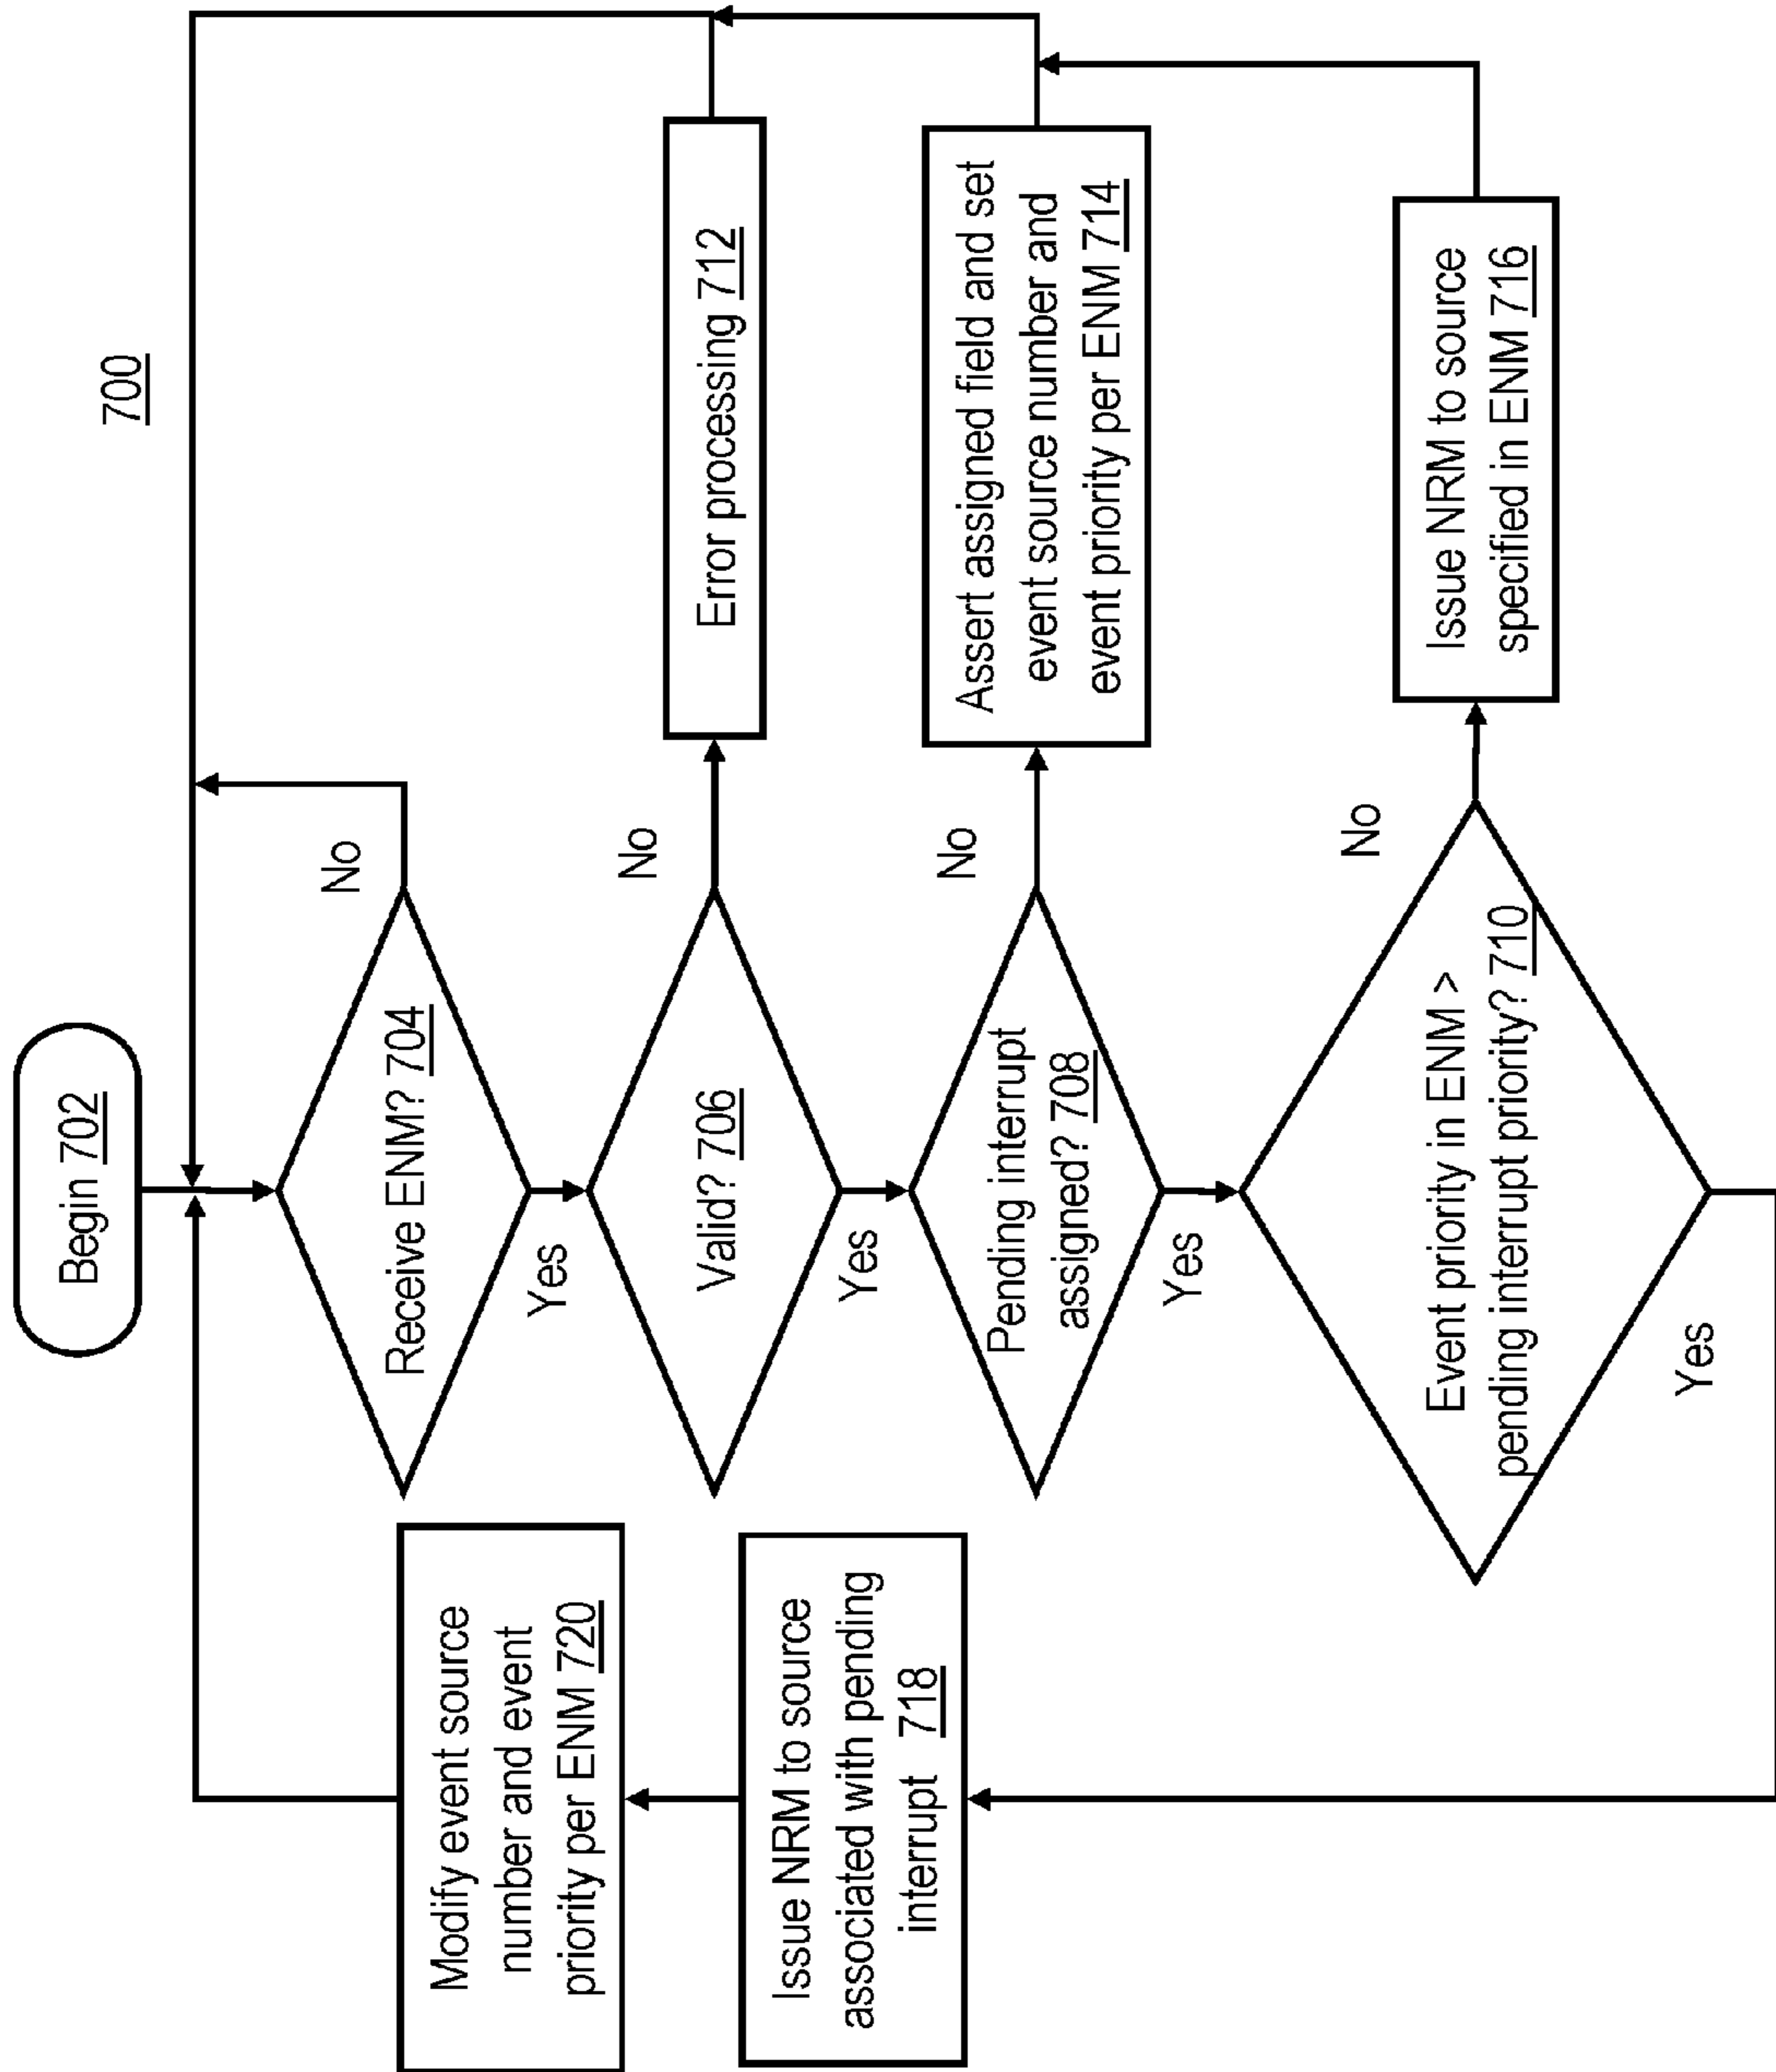 700
Begin 702
Receive ENM? 704
No
Yes
Valid? 706
No
Yes
Error processing 712
Pending interrupt
assigned? 708
No
Yes
Assert assigned field and set
event source number and
event priority per ENM 714
Event priority in ENM >
pending interrupt priority? 710
No
Yes
Issue NRM to source
specified in ENM 716
Issue NRM to source
associated with pending
interrupt 718
Modify event source
number and event
priority per ENM 720